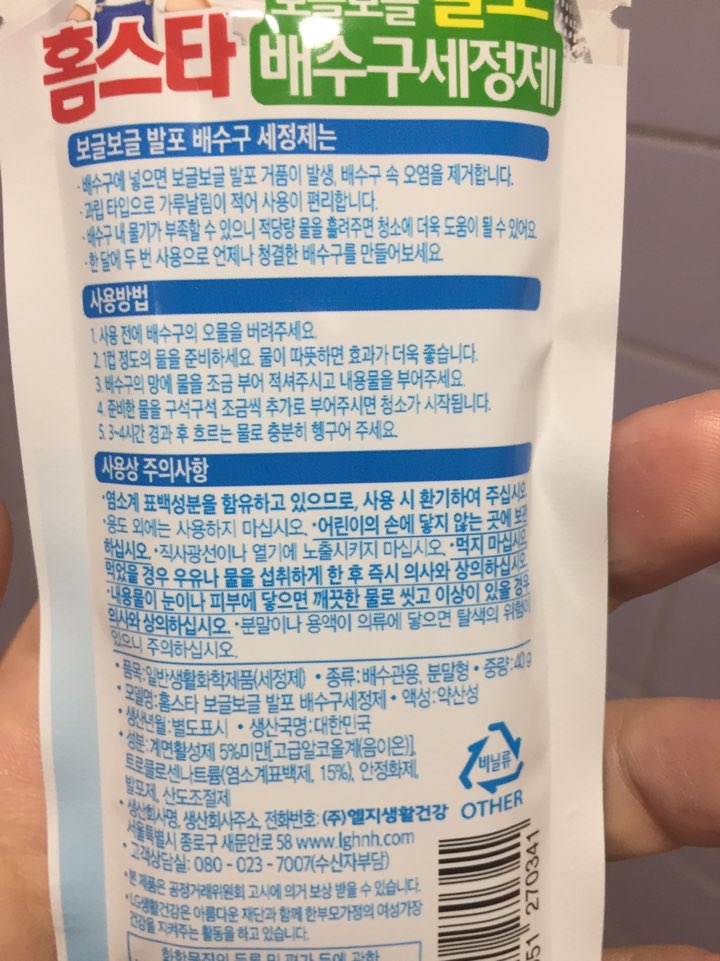 보글보글 발포
홈스타 배수구세정제
보글보글 발포 배수구 세정제는
· 배수구에 넣으면 보글보글 발포 거품이 발생, 배수구 속 오염을 제거합니다.
· 과립 타입으로 가루날림이 적어 사용이 편리합니다.
· 배수구 내 물기가 부족할 수 있으니 적당량 물을 흘려주면 청소에 더욱 도움이 될 수 있어요
· 한 달에 두 번 사용으로 언제나 청결한 배수구를 만들어보세요
사용방법
1. 사용 전에 배수구의 오물을 버려주세요.
2. 1컵 정도의 물을 준비하세요. 물이 따뜻하면 효과가 더욱 좋습니다.
3. 배수구의 망에 물을 조금 부어 적셔주시고 내용물을 부어주세요.
4. 준비한 물을 구석구석 조금씩 추가로 부어주시면 청소가 시작됩니다.
5. 3~4시간 경과 후 흐르는 물로 충분히 헹구어 주세요.
사용상 주의사항
·염소계 표백성분을 함유하고 있으므로, 사용 시 환기하여 주십시오.
·용도 외에는 사용하지 마십시오. ·어린이의 손에 닿지 않는 곳에 보관
하십시오. ·직사광선이나 열기에 노출시키지 마십시오. ·먹지 마십시오.
먹었을 경우 우유나 물을 섭취하게 한 후 즉시 의사와 상의하십시오.
·내용물이 눈이나 피부에 닿으면 깨끗한 물로 씻고 이상이 있을 경우
의사와 상의하십시오. ·분말이나 용액이 의류에 닿으면 탈색의 위험이
있으니 주의하십시오.
• 품목:일반생활화학제품(세정제) • 종류:배수관용, 분말형 • 중량:40g
• 모델명:홈스타 보글보글 발포 배수구세정제 • 액성:약산성
• 생산년월:별도표시 • 생산국명:대한민국
• 성분:계면활성제 5%미만[고급알코올계(음이온)],
트로클로센나트륨(염소계표백제, 15%), 안정화제,
발포제, 산도조절제
• 생산회사명, 생산회사주소, 전화번호: (주)엘지생활건강
서울특별시 종로구 새문안로 58 www.lghnh.com
• 고객상담실: 080-023-7007(수신자부담)
• 본 제품은 공정거래위원회 고시에 의거 보상 받을 수 있습니다.
• LG생활건강은 아름다운 재단과 함께 한부모가정의 여성가장
건강을 지켜주는 활동을 하고 있습니다.
비닐류
OTHER
51 270341
화학물질의 등록 및 평가 등에 관한